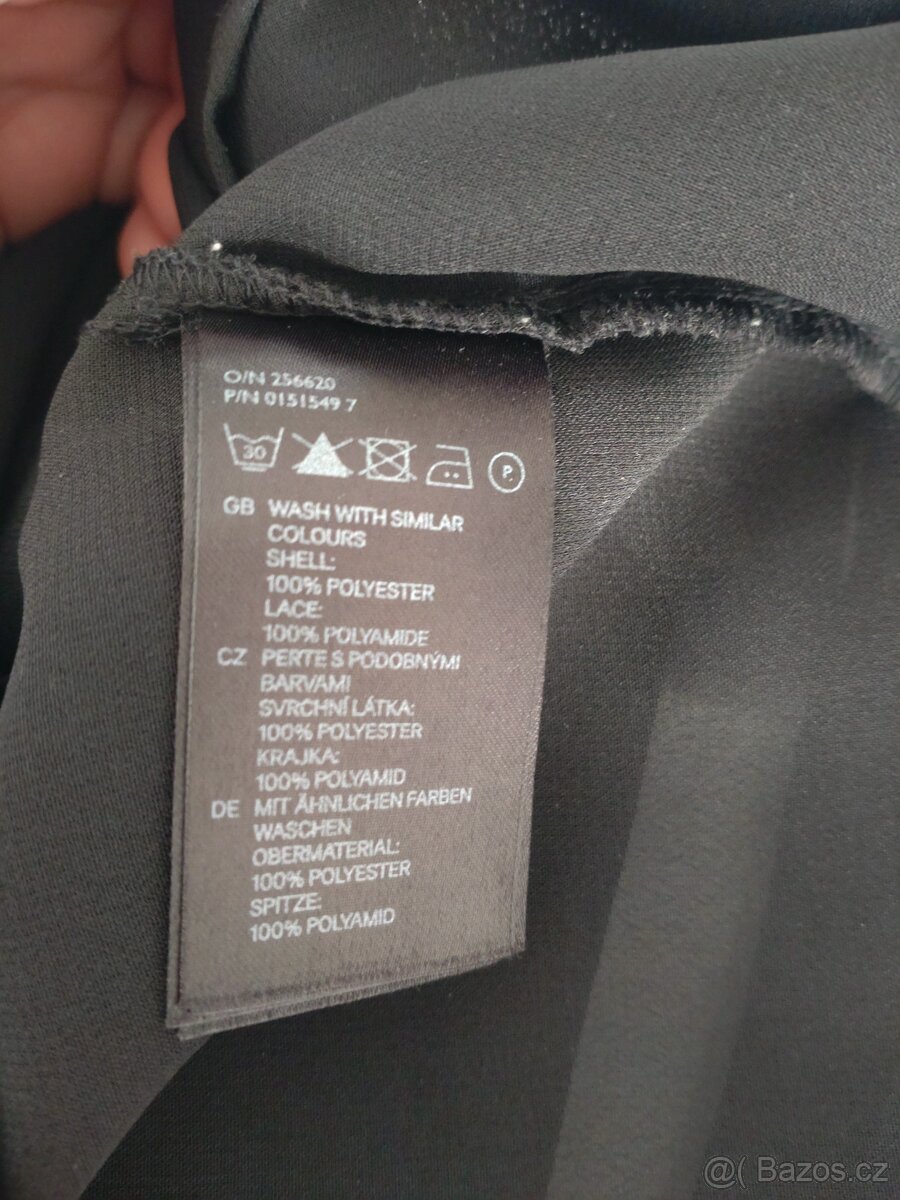 O/N 256620
P/N 0151549 7
30 P
GB WASH WITH SIMILAR
COLOURS
SHELL:
100% POLYESTER
LACE:
100% POLYAMIDE
CZ PERTE S PODOBNÝMI
BARVAMI
SVRCHNÍ LÁTKA:
100% POLYESTER
KRAJKA:
100% POLYAMID
DE MIT ÄHNLICHEN FARBEN
WASCHEN
OBERMATERIAL:
100% POLYESTER
SPITZE:
100% POLYAMID
@( Bazos.cz